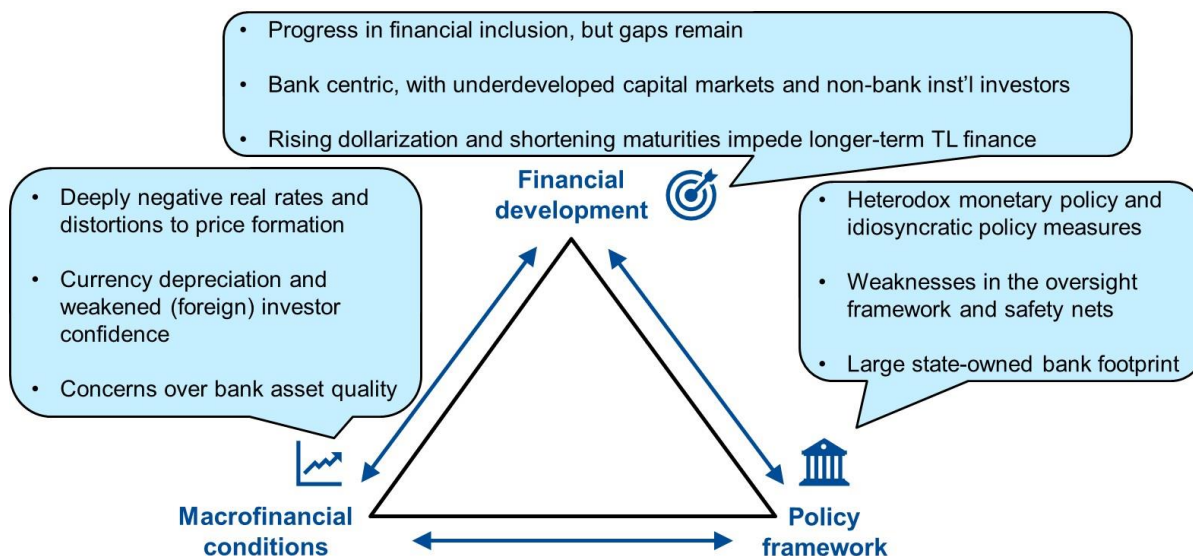 • Progress in financial inclusion, but gaps remain
• Bank centric, with underdeveloped capital markets and non-bank inst'l investors
• Rising dollarization and shortening maturities impede longer-term TL finance
Financial
development
• Deeply negative real rates and
distortions to price formation
• Currency depreciation and
weakened (foreign) investor
confidence
• Concerns over bank asset quality
• Heterodox monetary policy and
idiosyncratic policy measures
• Weaknesses in the oversight
framework and safety nets
• Large state-owned bank footprint
Macrofinancial
conditions
Policy
framework